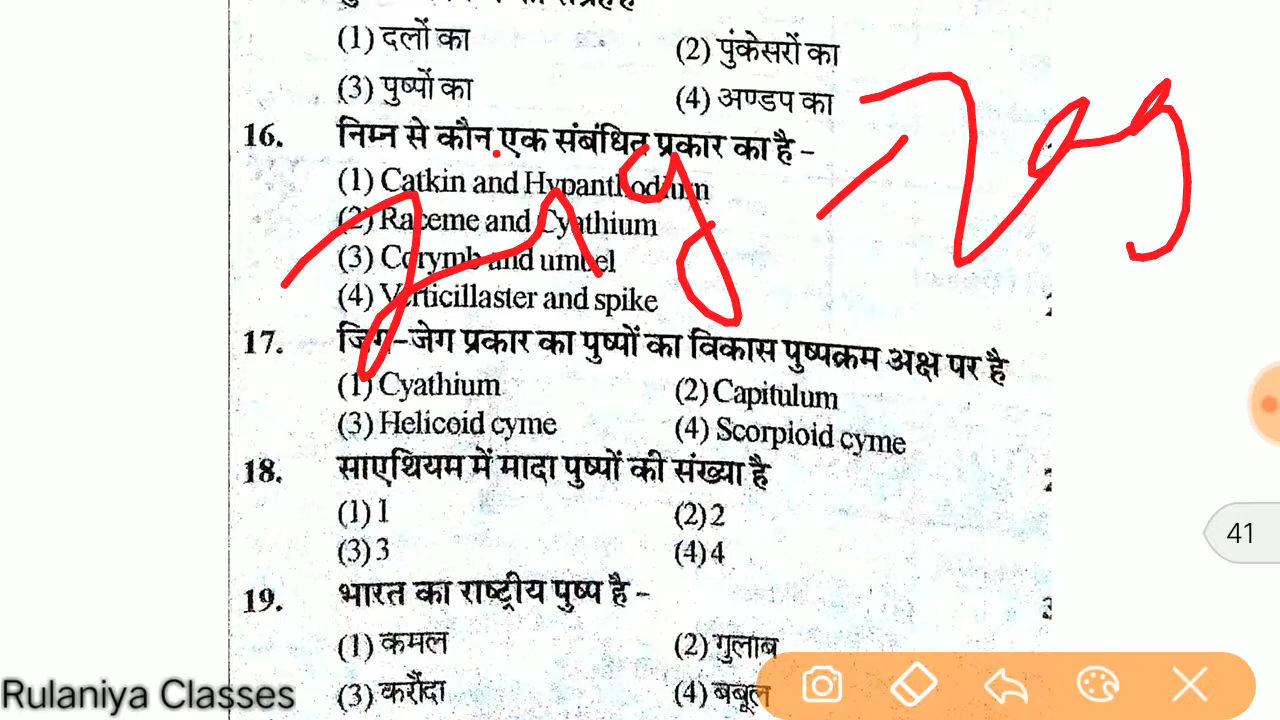 (1) दलों का (2) पुंकेसरों का
(3) पुष्पों का (4) अण्डप का
16. निम्न से कौन एक संबंधित प्रकार का है -
(1) Catkin and Hypanthodium
(2) Raceme and Cyathium
(3) Corymb and umbel
(4) Verticillaster and spike
17. जिग-जेग प्रकार का पुष्पों का विकास पुष्पक्रम अक्ष पर है
(1) Cyathium (2) Capitulum
(3) Helicoid cyme (4) Scorpioid cyme
18. साएथियम में मादा पुष्पों की संख्या है
(1) 1 (2) 2
(3) 3 (4) 4
19. भारत का राष्ट्रीय पुष्प है -
(1) कमल (2) गुलाब
(3) करौंदा (4) बबूल
41
Rulaniya Classes